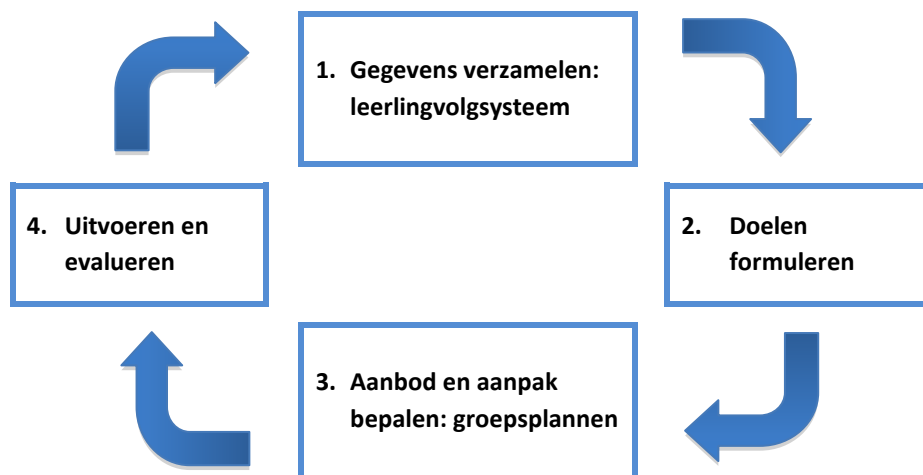 1. Gegevens verzamelen:
leerlingvolgsysteem
4. Uitvoeren en
evalueren
2. Doelen
formuleren
3. Aanbod en aanpak
bepalen: groepsplannen